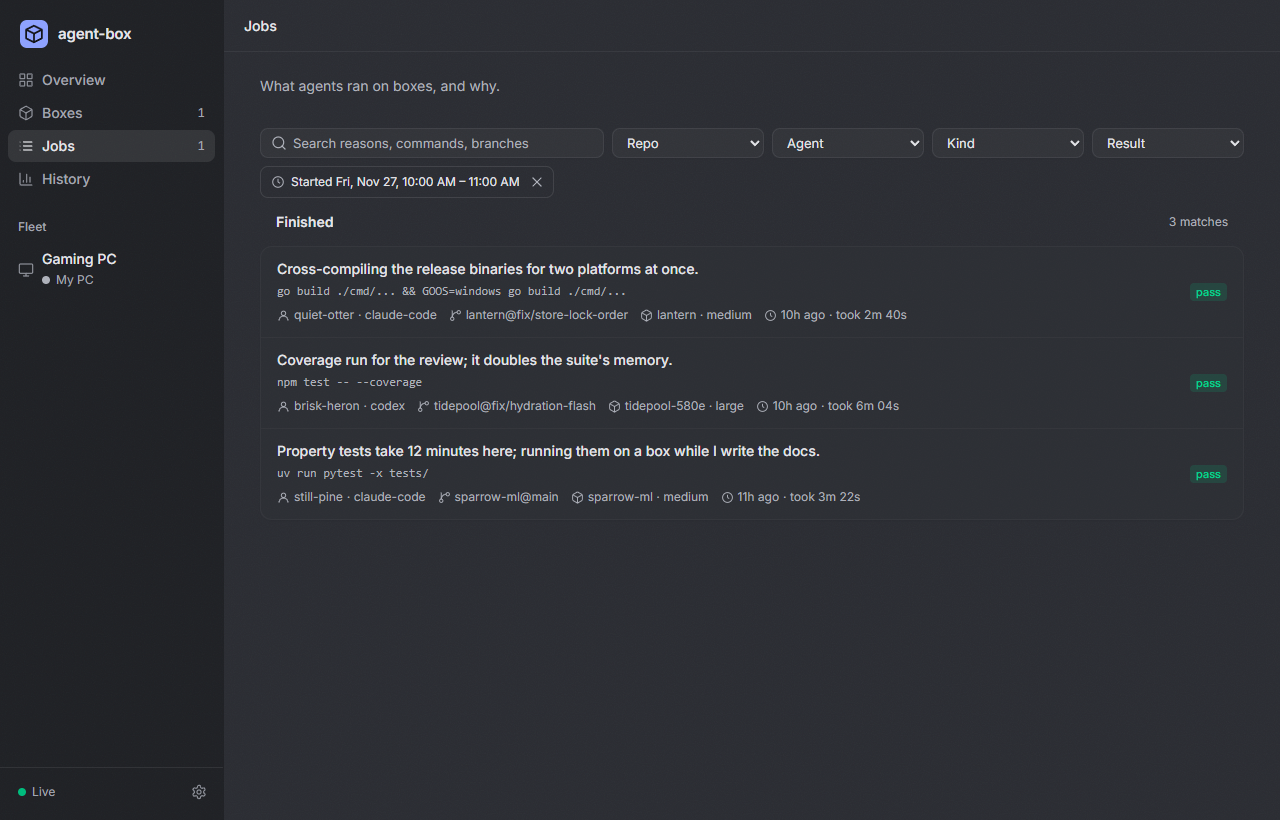 agent-box
Overview
Boxes 1
Jobs 1
History
Fleet
Gaming PC
My PC
Live
Jobs
What agents ran on boxes, and why.
Search reasons, commands, branches
Repo
Agent
Kind
Result
Started Fri, Nov 27, 10:00 AM – 11:00 AM
Finished
3 matches
Cross-compiling the release binaries for two platforms at once.
go build ./cmd/... && GOOS=windows go build ./cmd/...
quiet-otter · claude-code lantern@fix/store-lock-order lantern · medium 10h ago · took 2m 40s
pass
Coverage run for the review; it doubles the suite's memory.
npm test -- --coverage
brisk-heron · codex tidepool@fix/hydration-flash tidepool-580e · large 10h ago · took 6m 04s
pass
Property tests take 12 minutes here; running them on a box while I write the docs.
uv run pytest -x tests/
still-pine · claude-code sparrow-ml@main sparrow-ml · medium 11h ago · took 3m 22s
pass